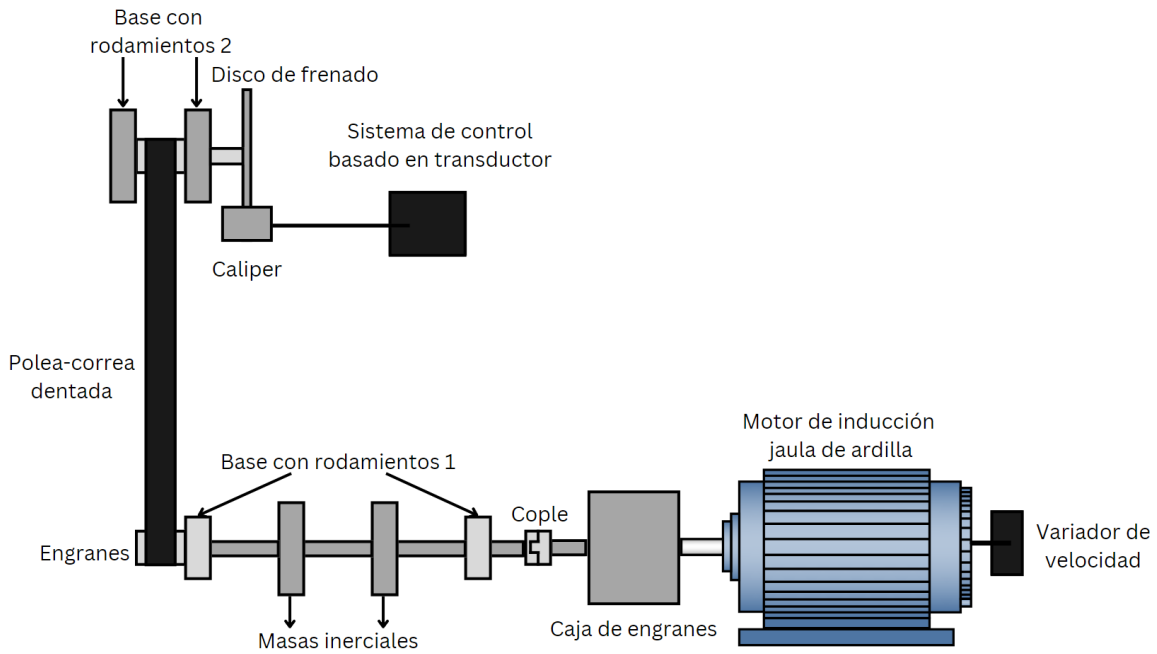 Base con
rodamientos 2
Disco de frenado
Sistema de control
basado en transductor
Caliper
Polea-correa
dentada
Motor de inducción
jaula de ardilla
Base con rodamientos 1
Cople
Engranes
Variador de
velocidad
Masas inerciales
Caja de engranes